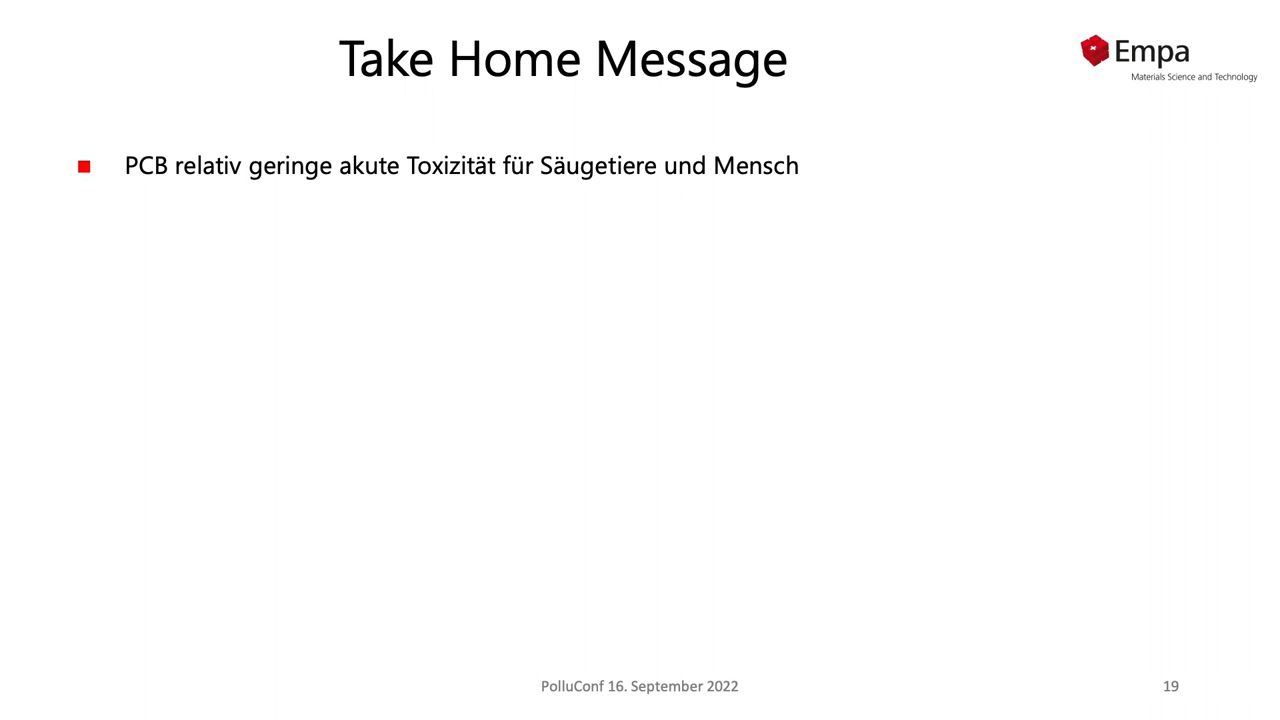 Take Home Message
Empa
Materials Science and Technology
PCB relativ geringe akute Toxizität für Säugetiere und Mensch
PolluConf 16. September 2022
19